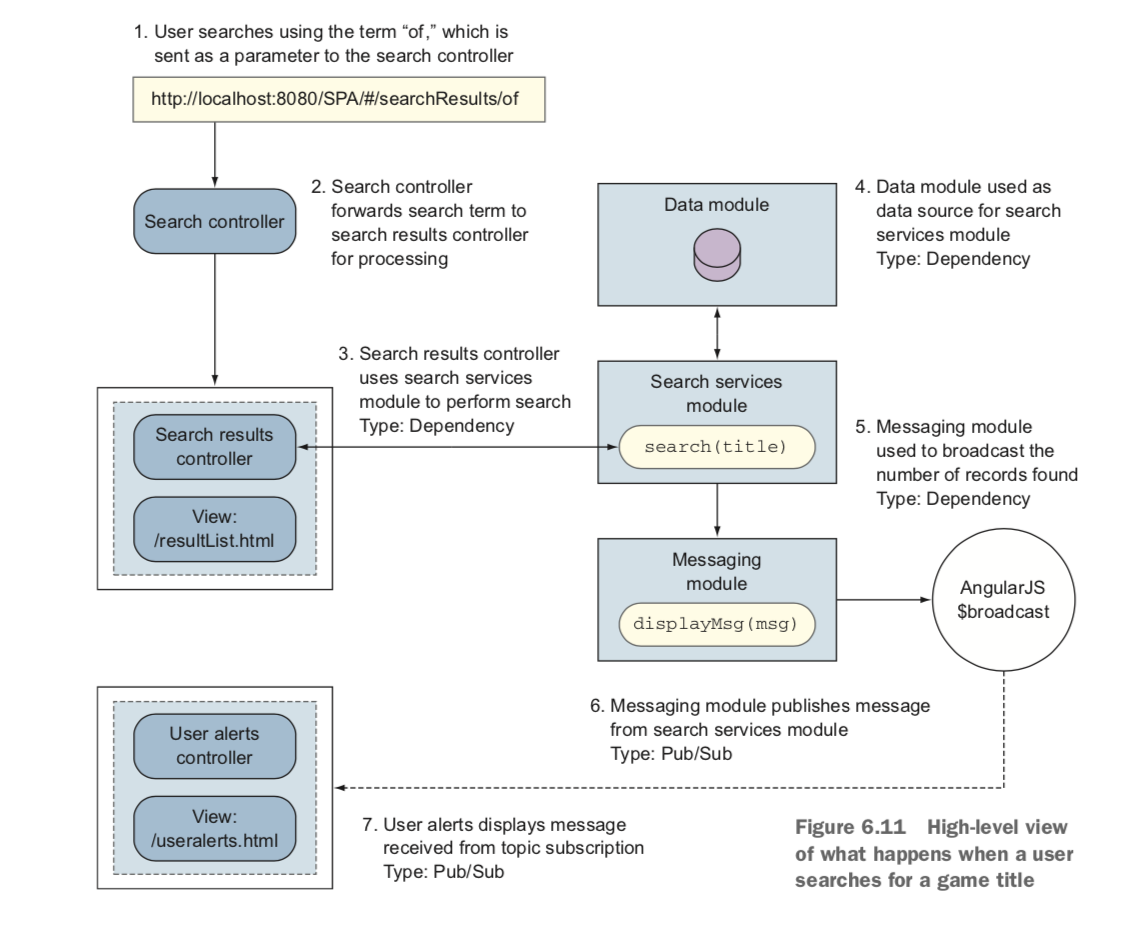 1. User searches using the term “of,” which is
sent as a parameter to the search controller
http://localhost:8080/SPA/#/searchResults/of
Search controller
2. Search controller
forwards search term to
search results controller
for processing
Data module
4. Data module used as
data source for search
services module
Type: Dependency
3. Search results controller
uses search services
module to perform search
Type: Dependency
Search services
module
search(title)
Search results
controller
View:
/resultList.html
5. Messaging module
used to broadcast the
number of records found
Type: Dependency
Messaging
module
displayMsg(msg)
AngularJS
$broadcast
6. Messaging module publishes message
from search services module
Type: Pub/Sub
User alerts
controller
View:
/useralerts.html
7. User alerts displays message
received from topic subscription
Type: Pub/Sub
Figure 6.11 High-level view
of what happens when a user
searches for a game title